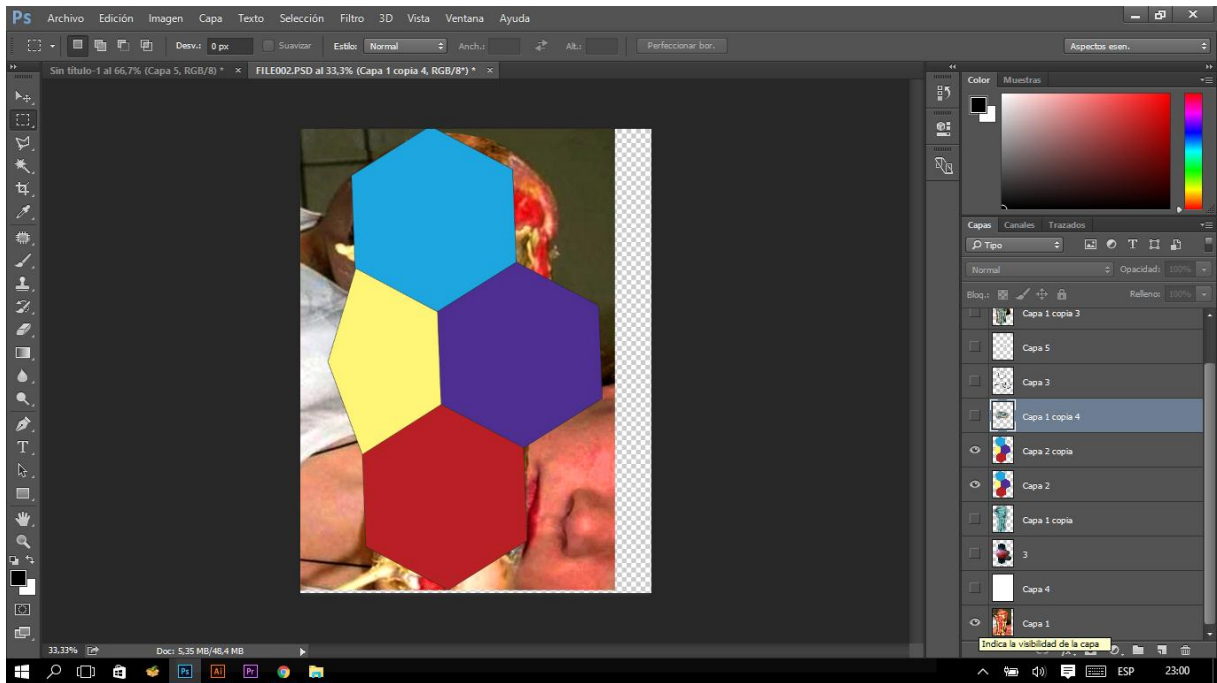 Ps Archivo Edición Imagen Capa Texto Selección Filtro 3D Vista Ventana Ayuda
Desv.: 0 px Suavizar Estilo: Normal Anch.: Alt.: Perfeccionar bor. Aspectos esen.
Sin título-1 al 66,7% (Capa 5, RGB/8) * × FILE002.PSD al 33,3% (Capa 1 copia 4, RGB/8*) * ×
Color Muestras
Capas Canales Trazados
Tipo
Normal Opacidad: 100%
Bloq.: Relleno: 100%
Capa 1 copia 3
Capa 5
Capa 3
Capa 1 copia 4
Capa 2 copia
Capa 2
Capa 1 copia
3
Capa 4
Capa 1
Indica la visibilidad de la capa
33,33% Doc: 5,35 MB/48,4 MB
Ps Ai Pr ESP 23:00